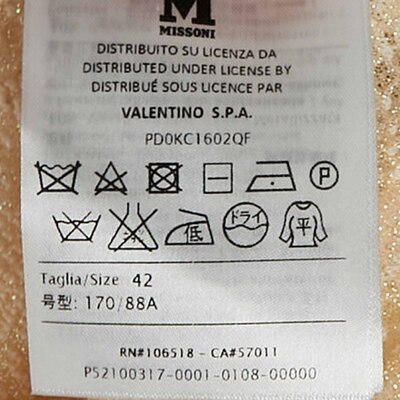 M
MISSONI
DISTRIBUITO SU LICENZA DA
DISTRIBUTED UNDER LICENSE BY
DISTRIBUÉ SOUS LICENCE PAR
VALENTINO S.P.A.
PD0KC1602QF
P
低 ドライ 平
Taglia/Size 42
号型: 170/88A
RN#106518 - CA#57011
P52100317-0001-0108-00000